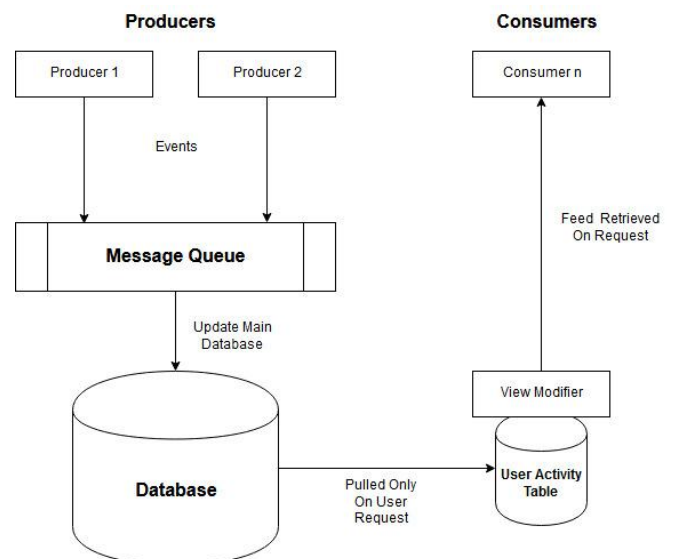 Producers
Consumers
Producer 1
Producer 2
Consumer n
Events
Feed Retrieved
On Request
Message Queue
Update Main
Database
View Modifier
Database
Pulled Only
On User
Request
User Activity
Table